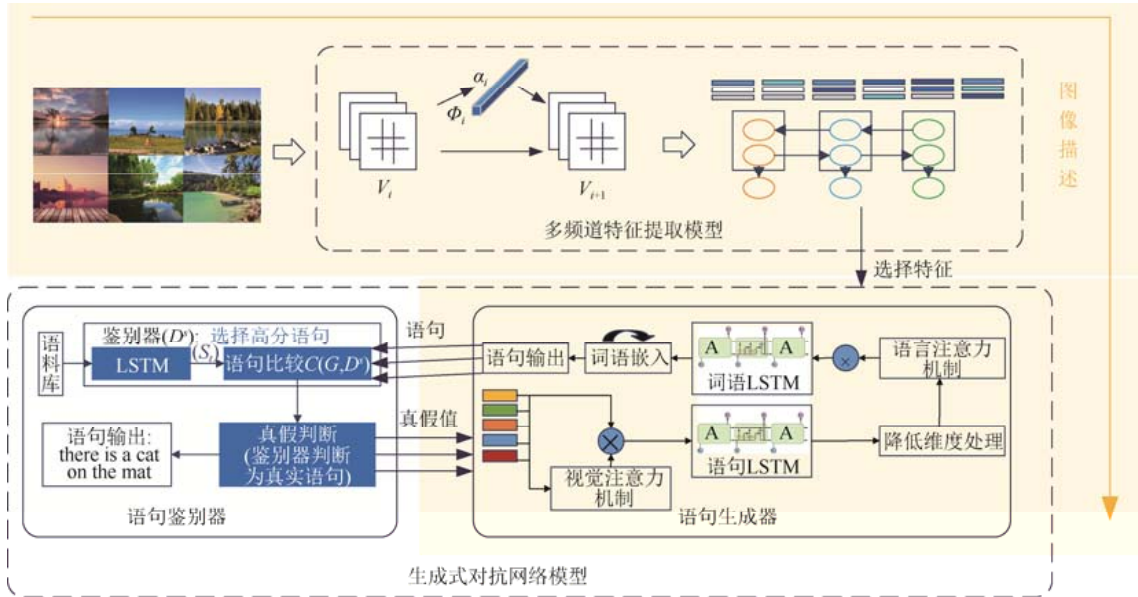 α_i
Φ_i
V_i
V_{i+1}
多频道特征提取模型
图像描述
选择特征
鉴别器(D^s): 选择高分语句
语料库
LSTM
(S_i)
语句比较C(G,D^s)
语句
语句输出
词语嵌入
A
A
词语LSTM
×
语言注意力
机制
真假值
语句输出:
there is a cat
on the mat
真假判断
(鉴别器判断
为真实语句)
×
视觉注意力
机制
A
A
语句LSTM
降低维度处理
语句鉴别器
语句生成器
生成式对抗网络模型